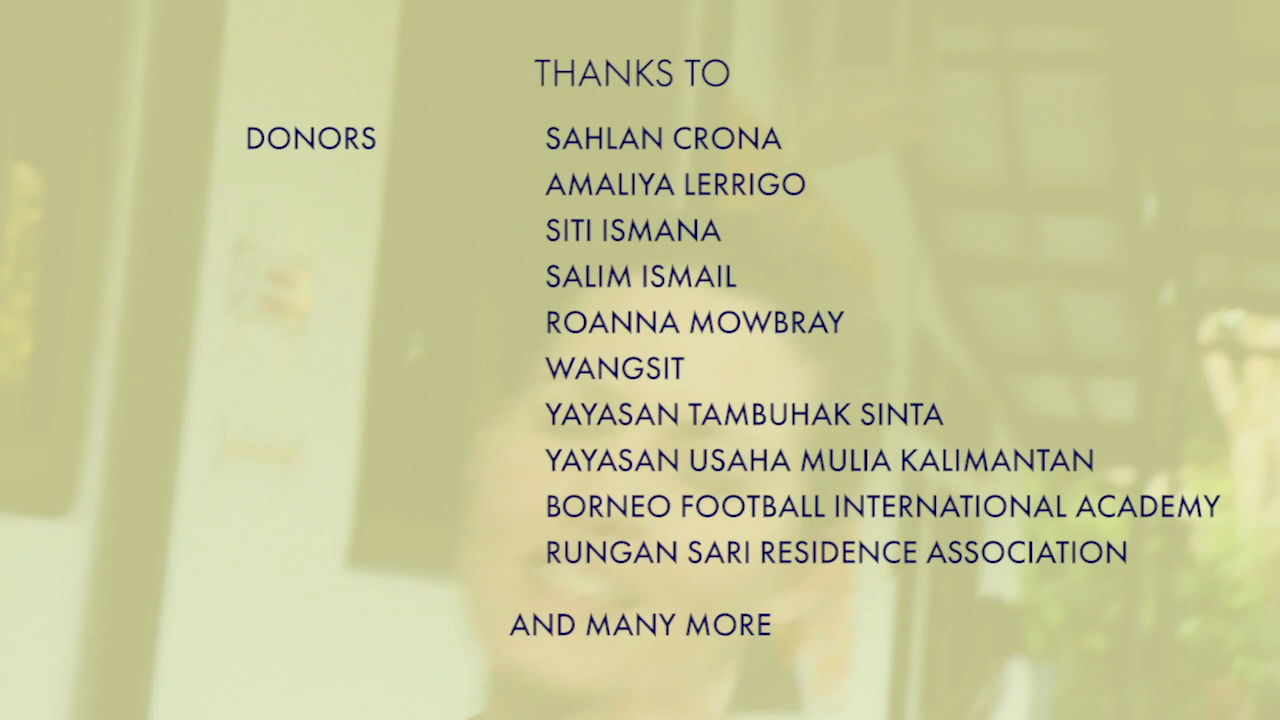 THANKS TO
DONORS SAHLAN CRONA
AMALIYA LERRIGO
SITI ISMANA
SALIM ISMAIL
ROANNA MOWBRAY
WANGSIT
YAYASAN TAMBUHAK SINTA
YAYASAN USAHA MULIA KALIMANTAN
BORNEO FOOTBALL INTERNATIONAL ACADEMY
RUNGAN SARI RESIDENCE ASSOCIATION
AND MANY MORE